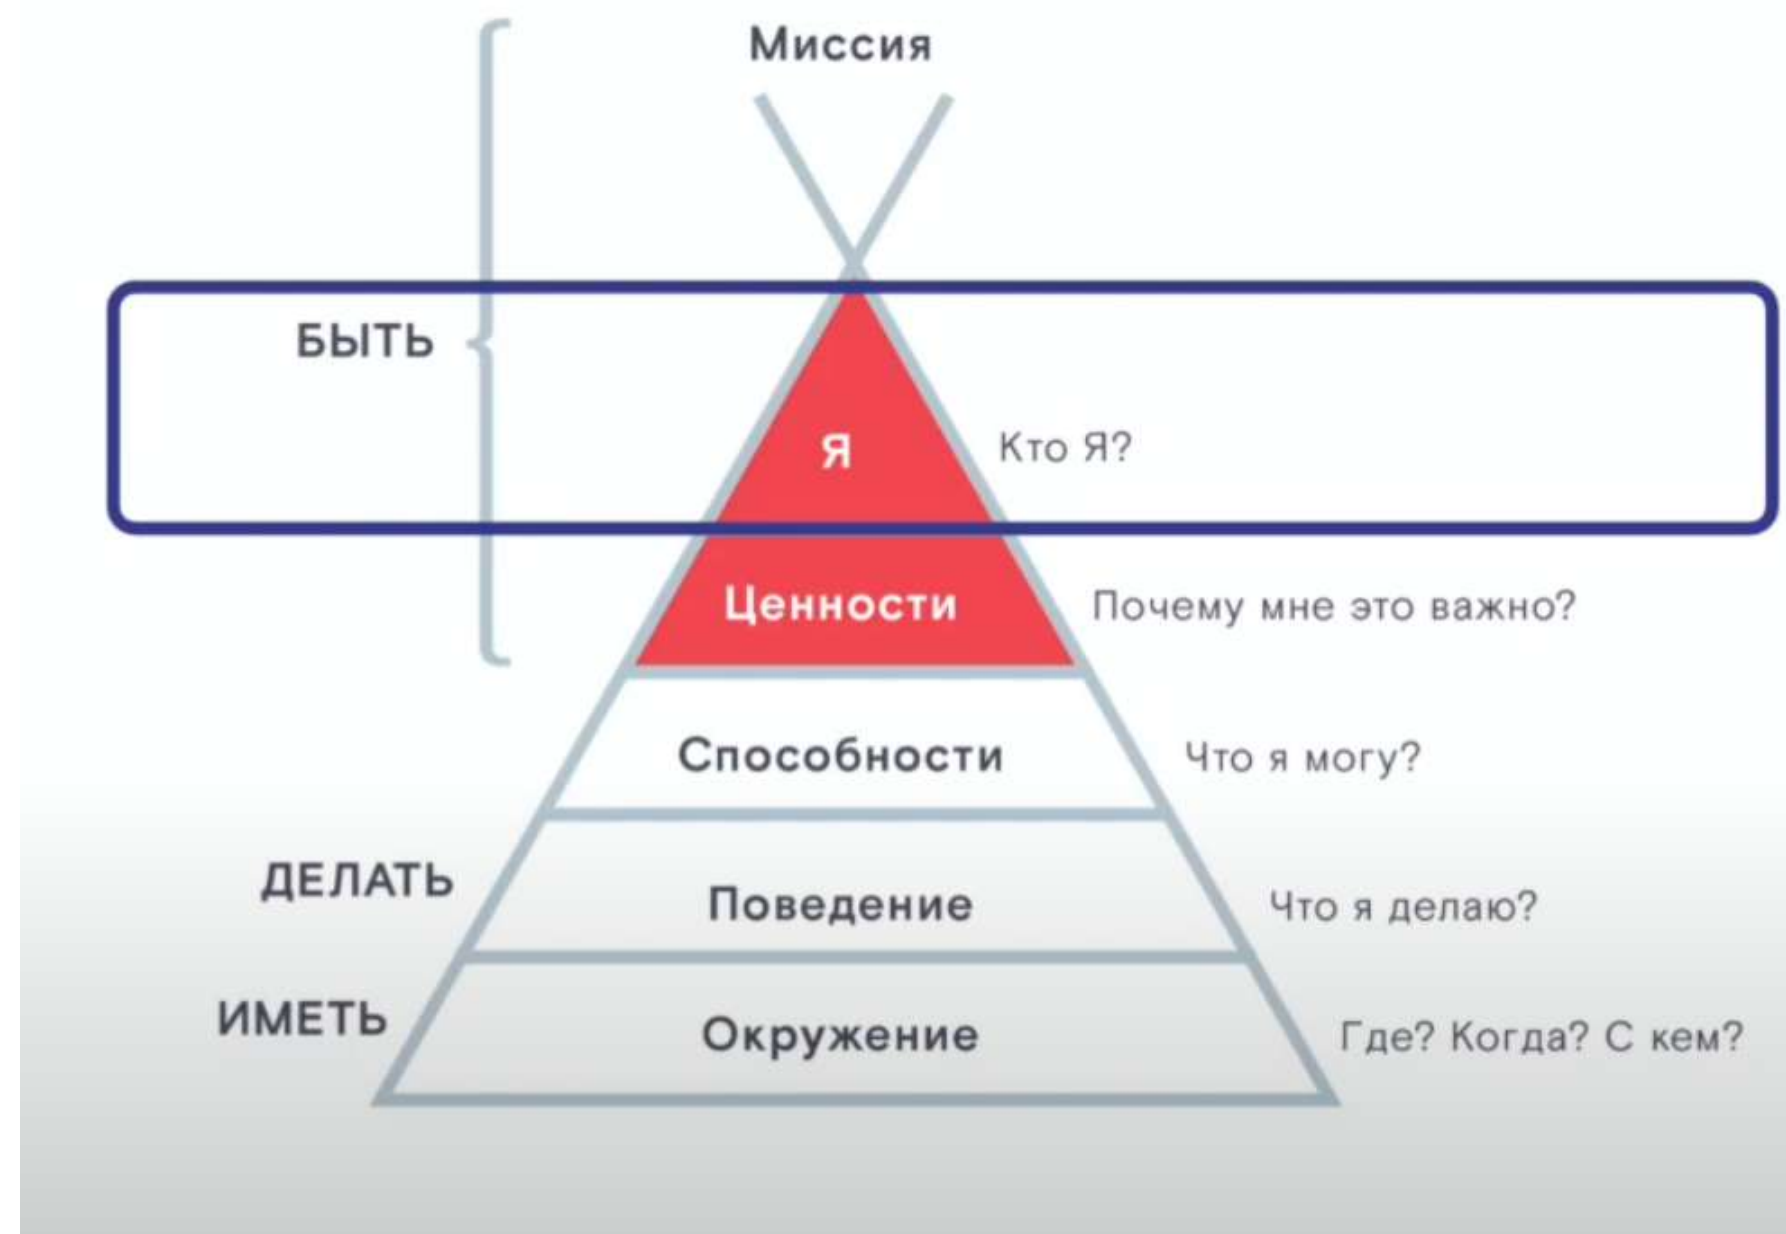 Миссия
БЫТЬ
Я
Кто Я?
Ценности
Почему мне это важно?
Способности
Что я могу?
ДЕЛАТЬ
Поведение
Что я делаю?
ИМЕТЬ
Окружение
Где? Когда? С кем?